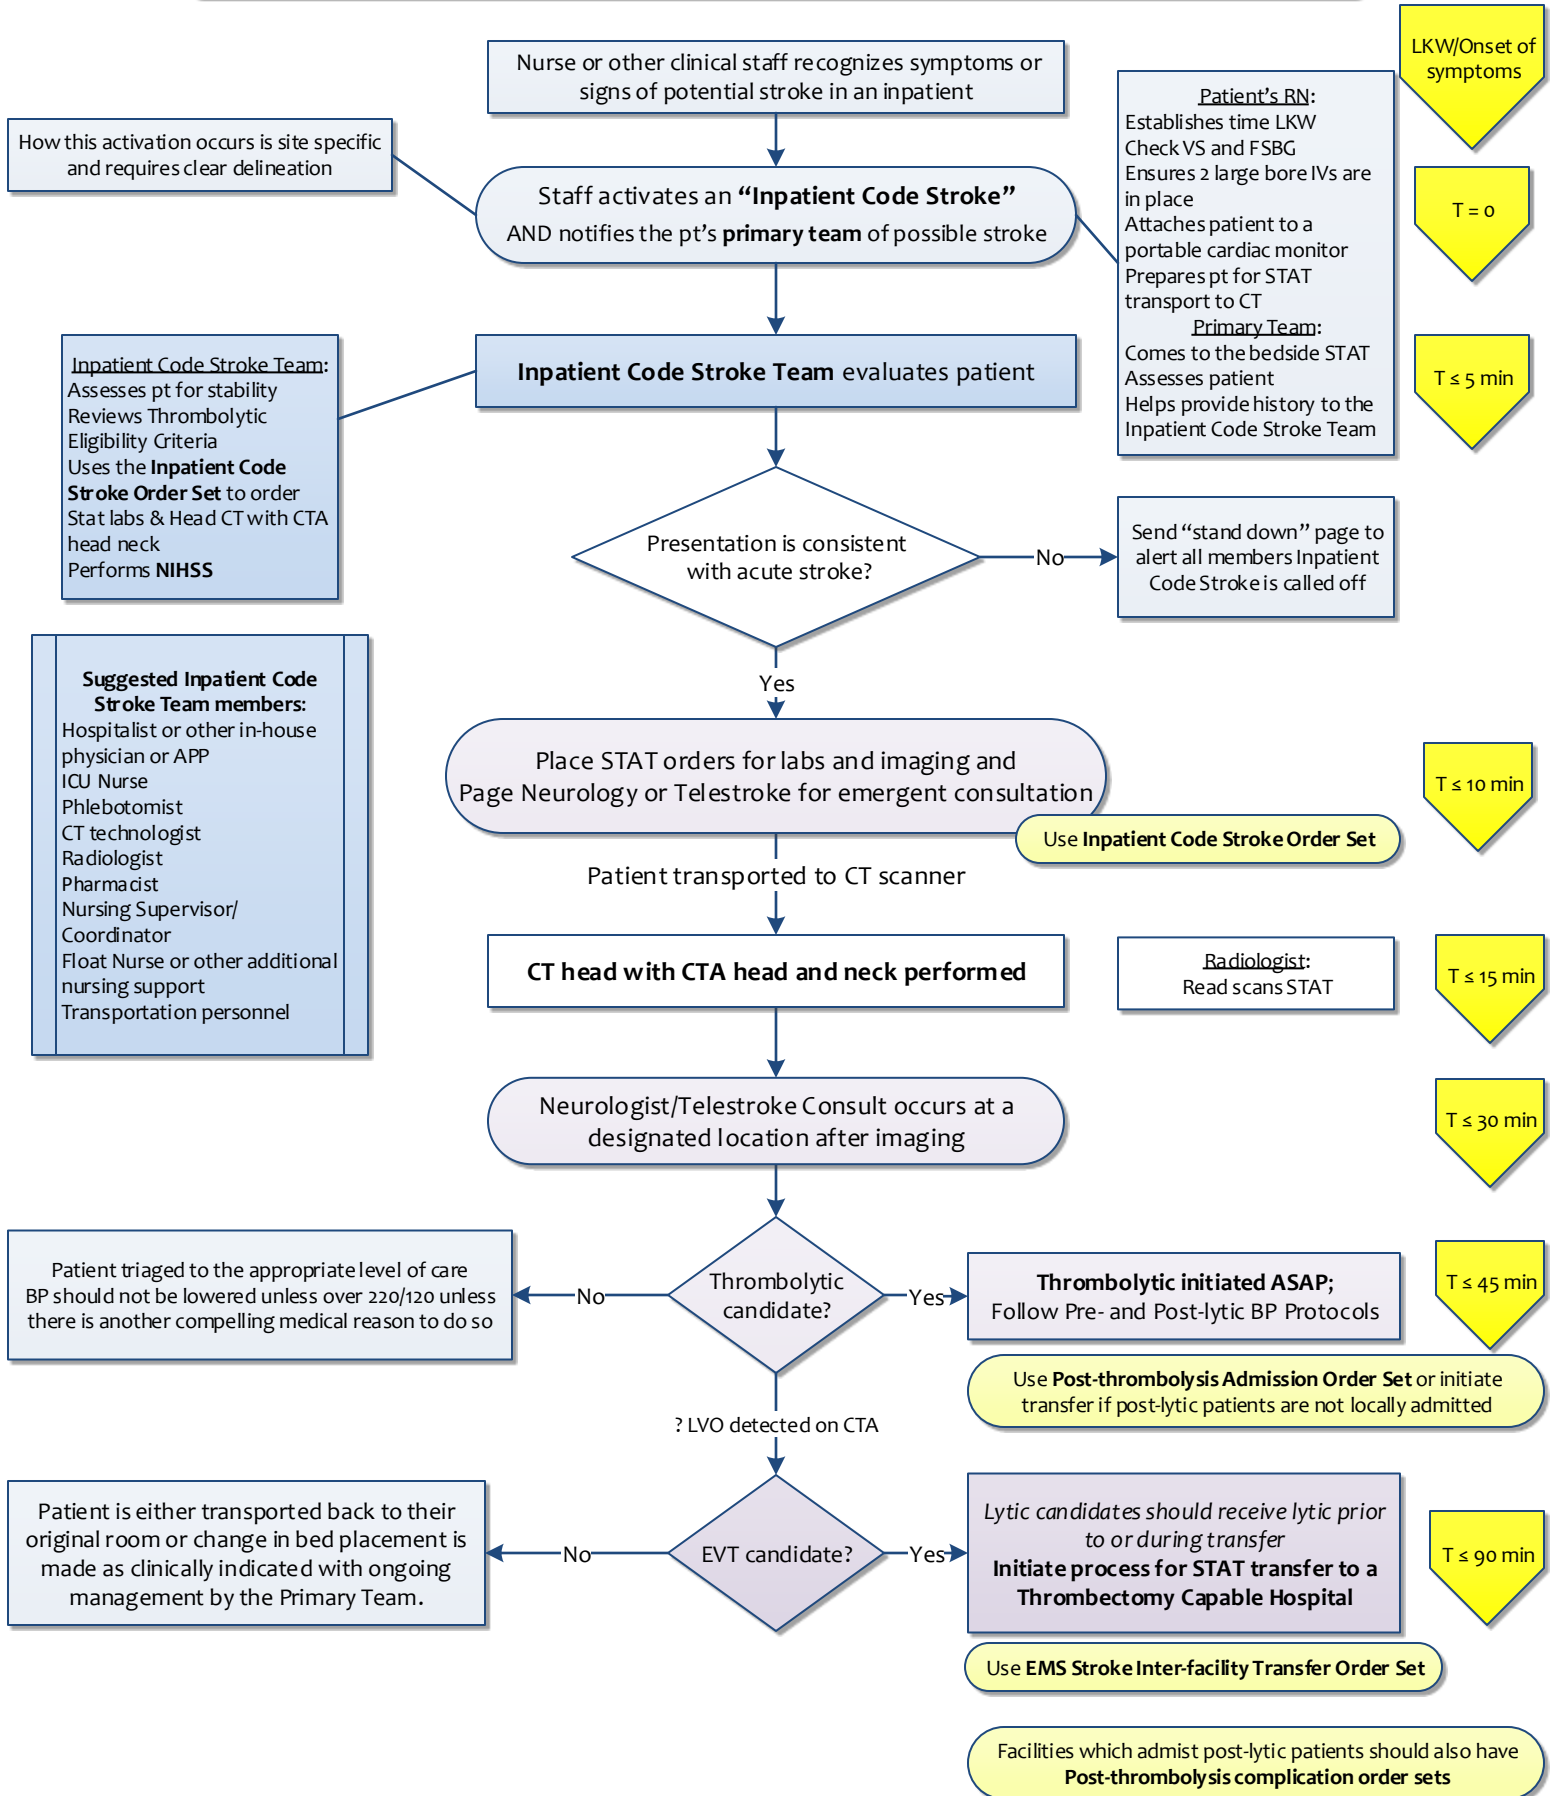 LKW/Onset of
symptoms
Nurse or other clinical staff recognizes symptoms or
signs of potential stroke in an inpatient
How this activation occurs is site specific
and requires clear delineation
Staff activates an “Inpatient Code Stroke”
AND notifies the pt’s primary team of possible stroke
Patient’s RN:
Establishes time LKW
Check VS and FSBG
Ensures 2 large bore IVs are
in place
Attaches patient to a
portable cardiac monitor
Prepares pt for STAT
transport to CT
Primary Team:
Comes to the bedside STAT
Assesses patient
Helps provide history to the
Inpatient Code Stroke Team
T = 0
Inpatient Code Stroke Team:
Assesses pt for stability
Reviews Thrombolytic
Eligibility Criteria
Uses the Inpatient Code
Stroke Order Set to order
Stat labs & Head CT with CTA
head neck
Performs NIHSS
Inpatient Code Stroke Team evaluates patient
T ≤ 5 min
Presentation is consistent
with acute stroke?
No
Send “stand down” page to
alert all members Inpatient
Code Stroke is called off
Yes
Suggested Inpatient Code
Stroke Team members:
Hospitalist or other in-house
physician or APP
ICU Nurse
Phlebotomist
CT technologist
Radiologist
Pharmacist
Nursing Supervisor/
Coordinator
Float Nurse or other additional
nursing support
Transportation personnel
Place STAT orders for labs and imaging and
Page Neurology or Telestroke for emergent consultation
Use Inpatient Code Stroke Order Set
T ≤ 10 min
Patient transported to CT scanner
CT head with CTA head and neck performed
Radiologist:
Read scans STAT
T ≤ 15 min
Neurologist/Telestroke Consult occurs at a
designated location after imaging
T ≤ 30 min
Thrombolytic
candidate?
No
Patient triaged to the appropriate level of care
BP should not be lowered unless over 220/120 unless
there is another compelling medical reason to do so
Yes
Thrombolytic initiated ASAP;
Follow Pre- and Post-lytic BP Protocols
T ≤ 45 min
Use Post-thrombolysis Admission Order Set or initiate
transfer if post-lytic patients are not locally admitted
? LVO detected on CTA
EVT candidate?
No
Patient is either transported back to their
original room or change in bed placement is
made as clinically indicated with ongoing
management by the Primary Team.
Yes
Lytic candidates should receive lytic prior
to or during transfer
Initiate process for STAT transfer to a
Thrombectomy Capable Hospital
T ≤ 90 min
Use EMS Stroke Inter-facility Transfer Order Set
Facilities which admist post-lytic patients should also have
Post-thrombolysis complication order sets